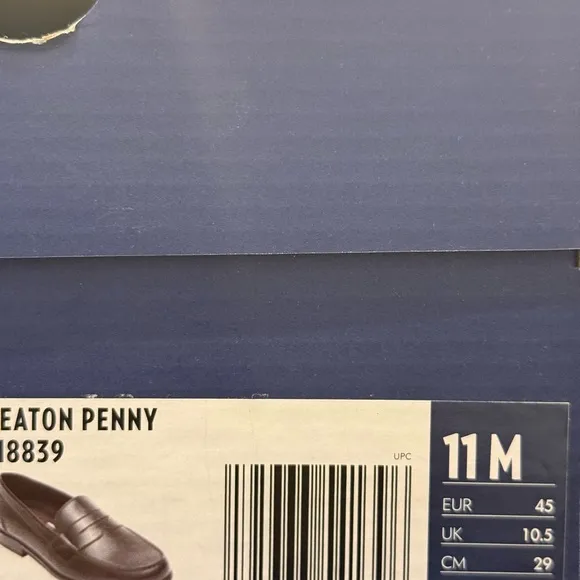 EATON PENNY
18839
UPC
11 M
EUR 45
UK 10.5
CM 29